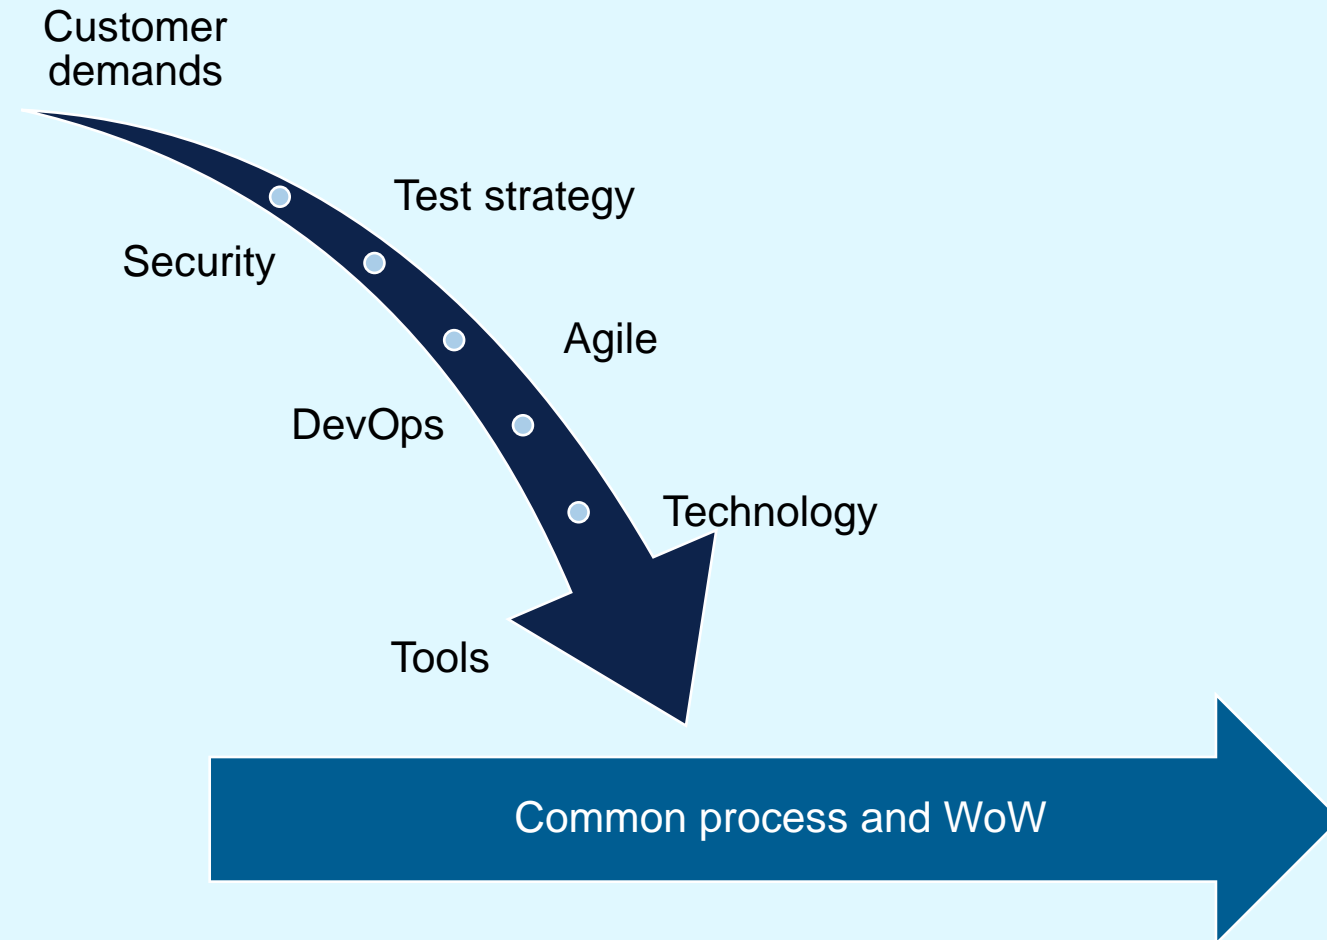 Customer
demands
Test strategy
Security
Agile
DevOps
Technology
Tools
Common process and WoW